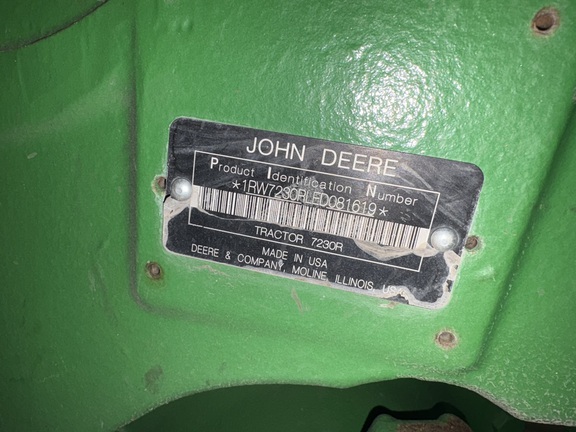 JOHN DEERE
Product Identification Number
*1RW7230RLED081619*
TRACTOR 7230R
MADE IN USA
DEERE & COMPANY, MOLINE, ILLINOIS,